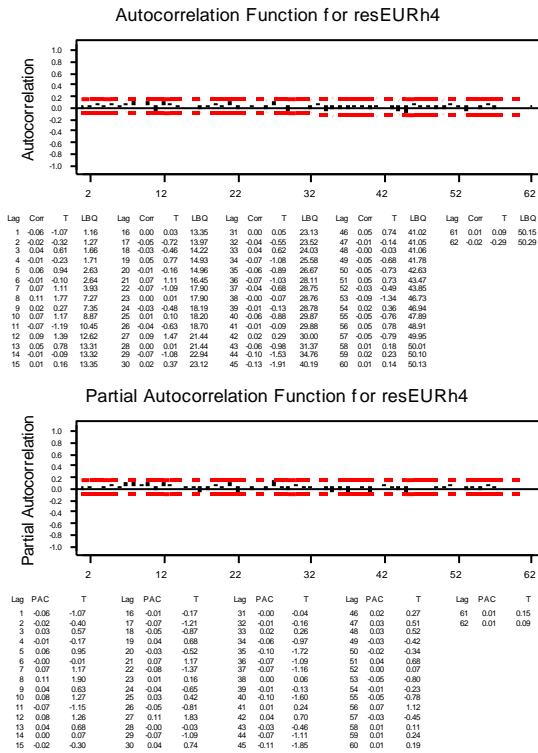 Autocorrelation Function for resEURh4
1.0
0.8
0.6
0.4
0.2
0.0
-0.2
-0.4
-0.6
-0.8
-1.0
Autocorrelation
2 12 22 32 42 52 62
Lag Corr T LBQ Lag Corr T LBQ Lag Corr T LBQ Lag Corr T LBQ Lag Corr T LBQ
1 -0.06 -1.07 1.16 16 0.00 0.03 13.35 31 0.00 0.05 23.13 46 0.05 0.74 41.02 61 0.01 0.09 50.15
2 -0.02 -0.32 1.27 17 -0.05 -0.72 13.97 32 -0.04 -0.55 23.52 47 -0.01 -0.14 41.05 62 -0.02 -0.29 50.29
3 0.04 0.61 1.66 18 -0.03 -0.46 14.22 33 0.04 0.62 24.03 48 -0.00 -0.03 41.06
4 -0.01 -0.23 1.71 19 0.05 0.77 14.93 34 -0.07 -1.08 25.58 49 -0.05 -0.68 41.78
5 0.06 0.94 2.63 20 -0.01 -0.16 14.96 35 -0.06 -0.89 26.67 50 -0.05 -0.73 42.63
6 -0.01 -0.10 2.64 21 0.07 1.11 16.45 36 -0.07 -1.03 28.11 51 0.05 0.73 43.47
7 0.07 1.11 3.93 22 -0.07 -1.09 17.90 37 -0.04 -0.68 28.75 52 -0.03 -0.49 43.85
8 0.11 1.77 7.27 23 0.00 0.01 17.90 38 -0.00 -0.07 28.76 53 -0.09 -1.34 46.73
9 0.02 0.27 7.35 24 -0.03 -0.48 18.19 39 -0.01 -0.13 28.78 54 0.02 0.36 46.94
10 0.07 1.17 8.87 25 0.01 0.10 18.20 40 -0.06 -0.88 29.87 55 -0.05 -0.76 47.89
11 -0.07 -1.19 10.45 26 -0.04 -0.63 18.70 41 -0.01 -0.09 29.88 56 0.05 0.78 48.91
12 0.09 1.39 12.62 27 0.09 1.47 21.44 42 0.02 0.29 30.00 57 -0.05 -0.79 49.95
13 0.05 0.78 13.31 28 0.00 0.01 21.44 43 -0.06 -0.98 31.37 58 0.01 0.18 50.01
14 -0.01 -0.09 13.32 29 -0.07 -1.08 22.94 44 -0.10 -1.53 34.76 59 0.02 0.23 50.10
15 0.01 0.16 13.35 30 0.02 0.37 23.12 45 -0.13 -1.91 40.19 60 0.01 0.14 50.13
Partial Autocorrelation Function for resEURh4
1.0
0.8
0.6
0.4
0.2
0.0
-0.2
-0.4
-0.6
-0.8
-1.0
Partial Autocorrelation
2 12 22 32 42 52 62
Lag PAC T Lag PAC T Lag PAC T Lag PAC T Lag PAC T
1 -0.06 -1.07 16 -0.01 -0.17 31 -0.00 -0.04 46 0.02 0.27 61 0.01 0.15
2 -0.02 -0.40 17 -0.07 -1.21 32 -0.01 -0.16 47 0.03 0.51 62 0.01 0.09
3 0.03 0.57 18 -0.05 -0.87 33 0.02 0.26 48 0.03 0.52
4 -0.01 -0.17 19 0.04 0.68 34 -0.06 -0.97 49 -0.03 -0.42
5 0.06 0.95 20 -0.03 -0.52 35 -0.10 -1.72 50 -0.02 -0.34
6 -0.00 -0.01 21 0.07 1.17 36 -0.07 -1.09 51 0.04 0.68
7 0.07 1.17 22 -0.08 -1.37 37 -0.07 -1.16 52 0.00 0.07
8 0.11 1.90 23 0.01 0.16 38 0.00 0.06 53 -0.05 -0.80
9 0.04 0.63 24 -0.04 -0.65 39 -0.01 -0.13 54 -0.01 -0.23
10 0.08 1.27 25 0.03 0.42 40 -0.10 -1.60 55 -0.05 -0.78
11 -0.07 -1.15 26 -0.05 -0.81 41 0.01 0.24 56 0.07 1.12
12 0.08 1.26 27 0.11 1.83 42 0.04 0.70 57 -0.03 -0.45
13 0.04 0.68 28 -0.00 -0.03 43 -0.03 -0.46 58 0.01 0.11
14 0.00 0.07 29 -0.07 -1.09 44 -0.07 -1.11 59 0.01 0.24
15 -0.02 -0.30 30 0.04 0.74 45 -0.11 -1.85 60 0.01 0.19